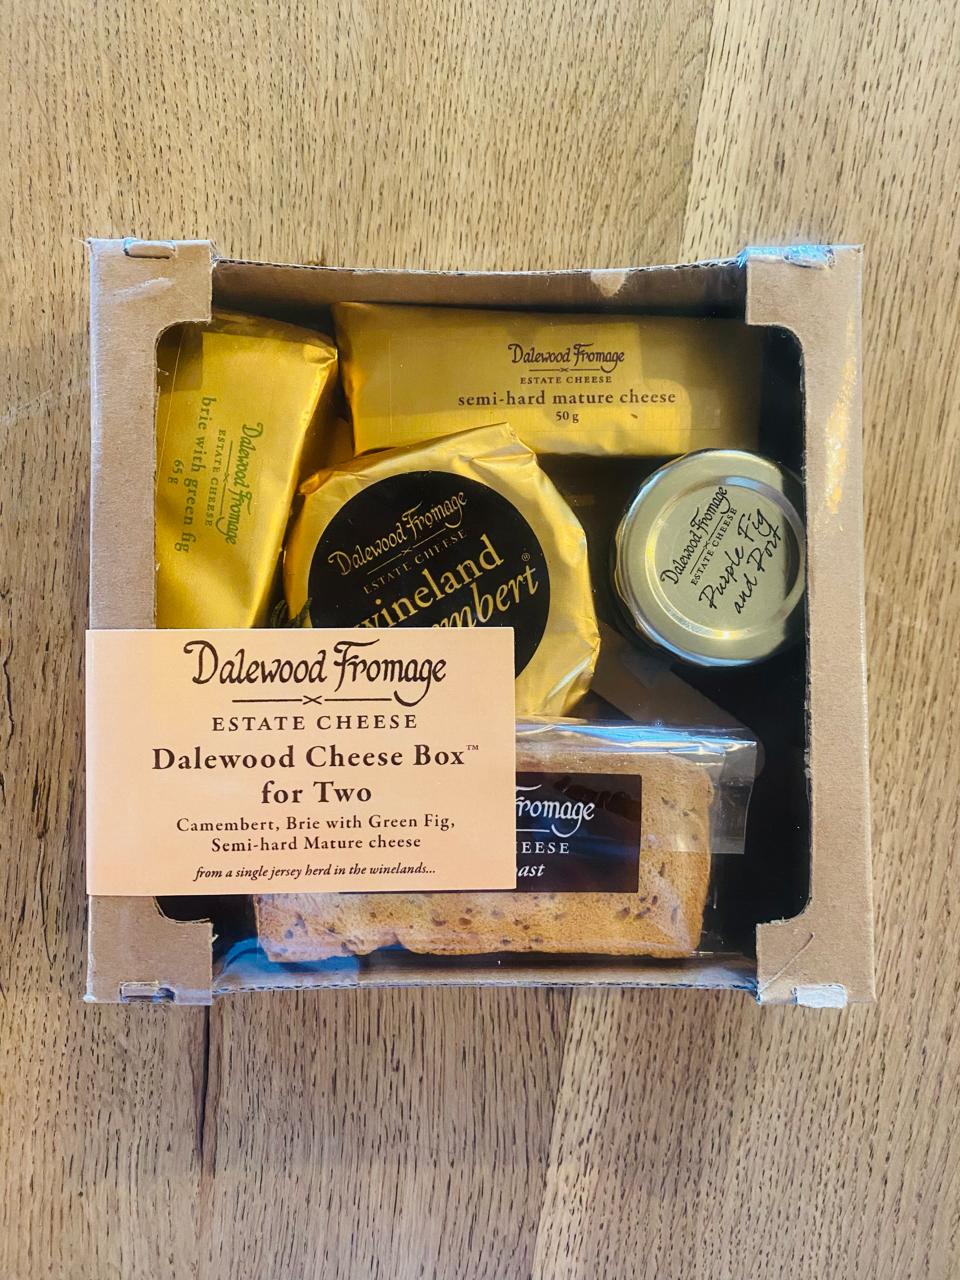 Dalewood Fromage
ESTATE CHEESE
semi-hard mature cheese
50 g
Dalewood Fromage
ESTATE CHEESE
brie with green fig
65 g
Dalewood Fromage
ESTATE CHEESE
wineland
®
Dalewood Fromage
ESTATE CHEESE
Purple Fig
and Port
Dalewood Fromage
ESTATE CHEESE
Dalewood Cheese Box™
for Two
Camembert, Brie with Green Fig,
Semi-hard Mature cheese
from a single jersey herd in the winelands...
Fromage